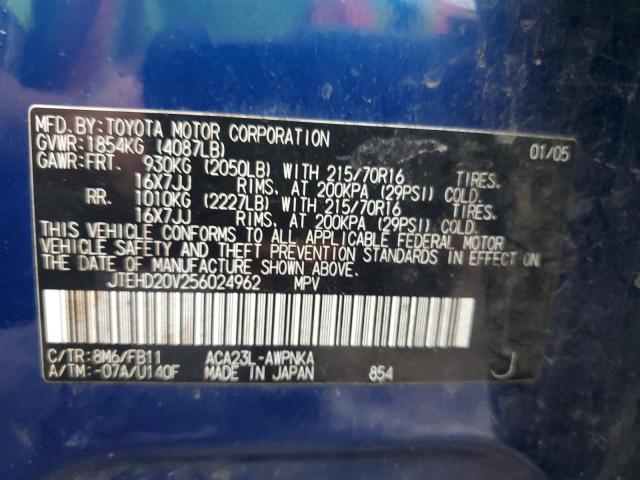 MFD.BY:TOYOTA MOTOR CORPORATION 01/05
GVWR:1854KG (4087LB)
GAWR:FRT. 930KG (2050LB) WITH 215/70R16 TIRES.
16X7JJ RIMS. AT 200KPA (29PSI) COLD.
RR. 1010KG (2227LB) WITH 215/70R16 TIRES.
16X7JJ RIMS. AT 200KPA (29PSI) COLD.
THIS VEHICLE CONFORMS TO ALL APPLICABLE FEDERAL MOTOR
VEHICLE SAFETY AND THEFT PREVENTION STANDARDS IN EFFECT ON
THE DATE OF MANUFACTURE SHOWN ABOVE.
JTEHD20V256024962 MPV
C/TR:8M6/FB11 ACA23L-AWPNKA
A/TM:-07A/U140F MADE IN JAPAN 854 J